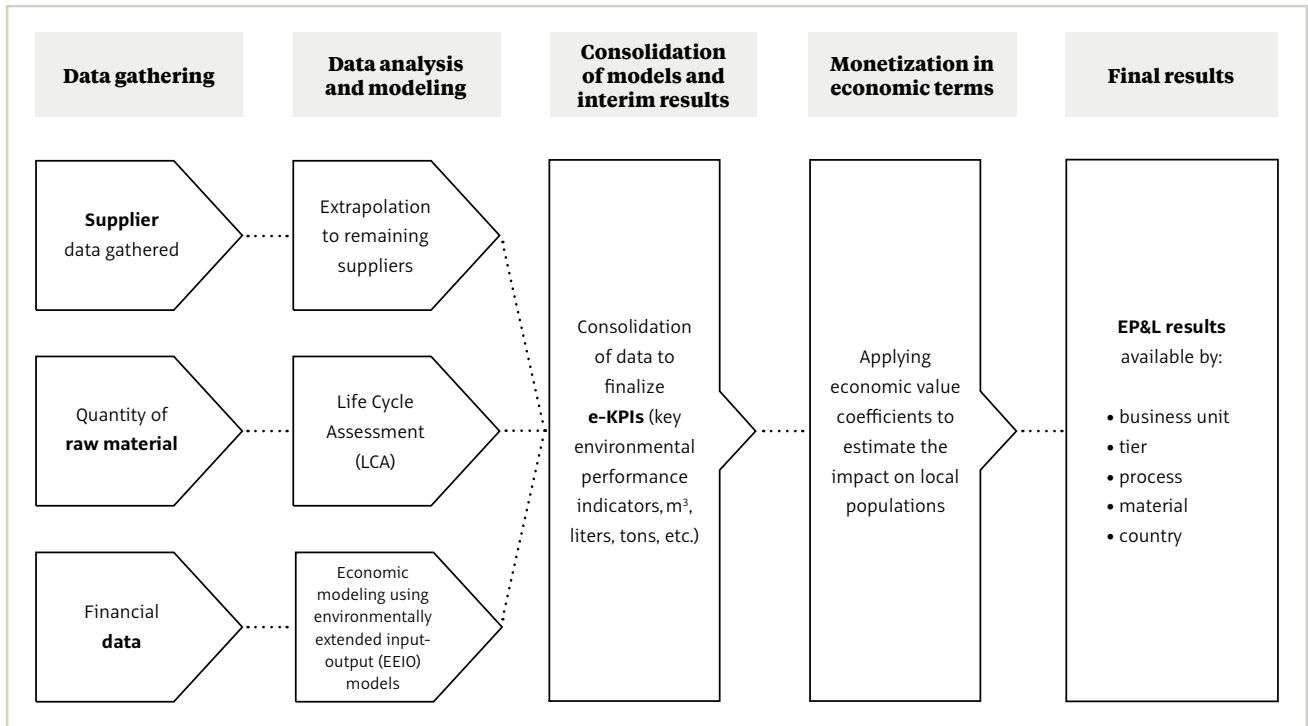 Data gathering
Data analysis
and modeling
Consolidation
of models and
interim results
Monetization in
economic terms
Final results
Supplier
data gathered
Extrapolation
to remaining
suppliers
Quantity of
raw material
Life Cycle
Assessment
(LCA)
Financial
data
Economic
modeling using
environmentally
extended input-
output (EEIO)
models
Consolidation
of data to
finalize
e-KPIs (key
environmental
performance
indicators, m³,
liters, tons, etc.)
Applying
economic value
coefficients to
estimate the
impact on local
populations
EP&L results
available by:
• business unit
• tier
• process
• material
• country